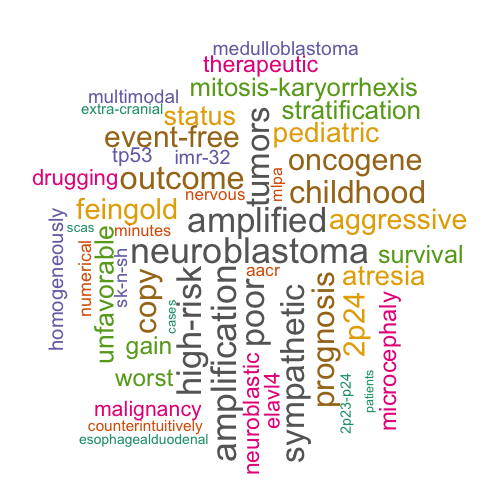 medulloblastoma
therapeutic
mitosis-karyorrhexis
multimodal
extra-cranial
status
stratification
tumors
event-free
pediatric
tp53
imr-32
oncogene
drugging
outcome
nervous
mlpa
childhood
feingold
amplified
aggressive
scas
minutes
homogeneously
numerical
unfavorable
sk-n-sh
copy
neuroblastoma
survival
aacr
atresia
high-risk
amplification
poor
sympathetic
prognosis
2p24
microcephaly
cases
gain
worst
neuroblastic
elavl4
2p23-p24
patients
malignancy
counterintuitively
esophagealduodenal